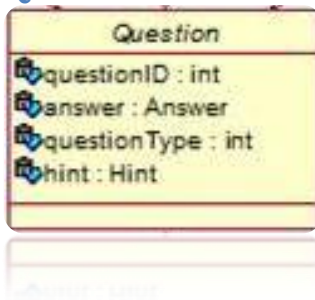 Question
questionID : int
answer : Answer
questionType : int
hint : Hint